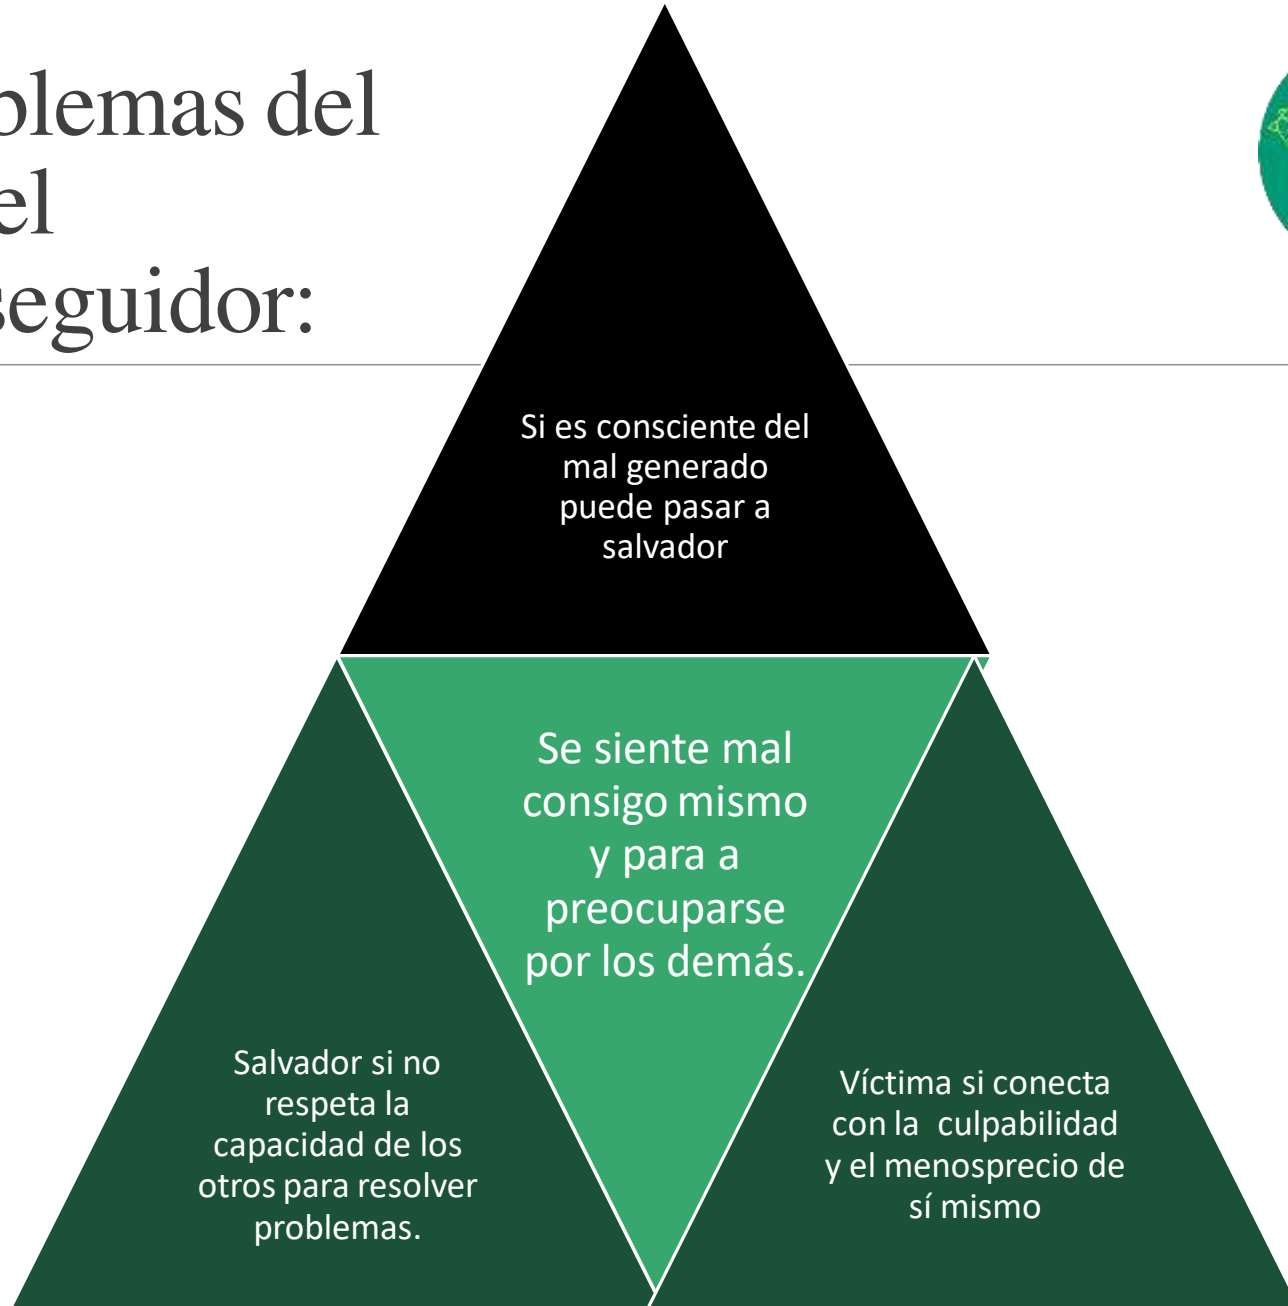 blemas del
el
seguidor:
Si es consciente del
mal generado
puede pasar a
salvador
Se siente mal
consigo mismo
y para a
preocuparse
por los demás.
Salvador si no
respeta la
capacidad de los
otros para resolver
problemas.
Víctima si conecta
con la culpabilidad
y el menosprecio de
sí mismo